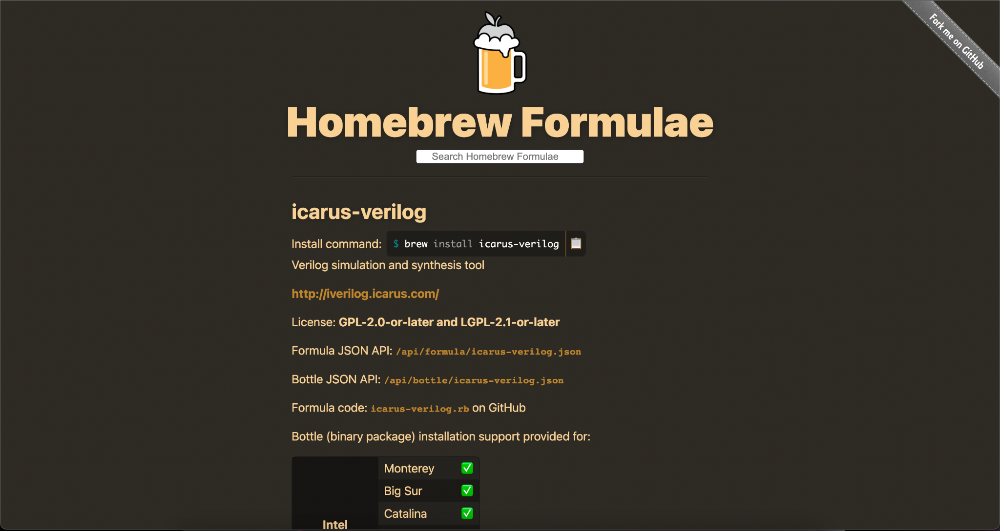 Fork me on GitHub
Homebrew Formulae
Search Homebrew Formulae
icarus-verilog
Install command: $ brew install icarus-verilog
Verilog simulation and synthesis tool
http://iverilog.icarus.com/
License: GPL-2.0-or-later and LGPL-2.1-or-later
Formula JSON API: /api/formula/icarus-verilog.json
Bottle JSON API: /api/bottle/icarus-verilog.json
Formula code: icarus-verilog.rb on GitHub
Bottle (binary package) installation support provided for:
Monterey ✅
Big Sur ✅
Catalina ✅
Intel